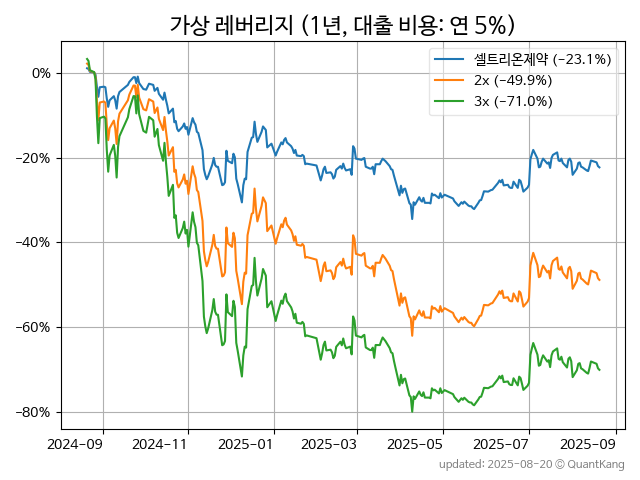 가상 레버리지 (1년, 대출 비용: 연 5%)
셀트리온제약 (−23.1%)
2x (−49.9%)
3x (−71.0%)
0%
−20%
−40%
−60%
−80%
2024−09 2024−11 2025−01 2025−03 2025−05 2025−07 2025−09
updated: 2025-08-20 © QuantKang